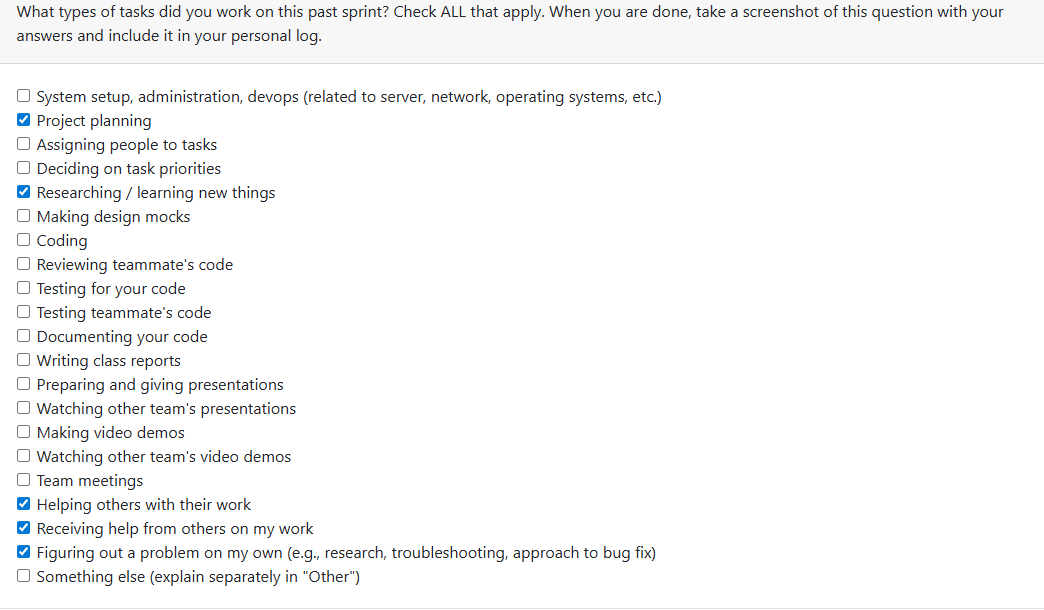 What types of tasks did you work on this past sprint? Check ALL that apply. When you are done, take a screenshot of this question with your
answers and include it in your personal log.
System setup, administration, devops (related to server, network, operating systems, etc.)
Project planning
Assigning people to tasks
Deciding on task priorities
Researching / learning new things
Making design mocks
Coding
Reviewing teammate's code
Testing for your code
Testing teammate's code
Documenting your code
Writing class reports
Preparing and giving presentations
Watching other team's presentations
Making video demos
Watching other team's video demos
Team meetings
Helping others with their work
Receiving help from others on my work
Figuring out a problem on my own (e.g., research, troubleshooting, approach to bug fix)
Something else (explain separately in "Other")